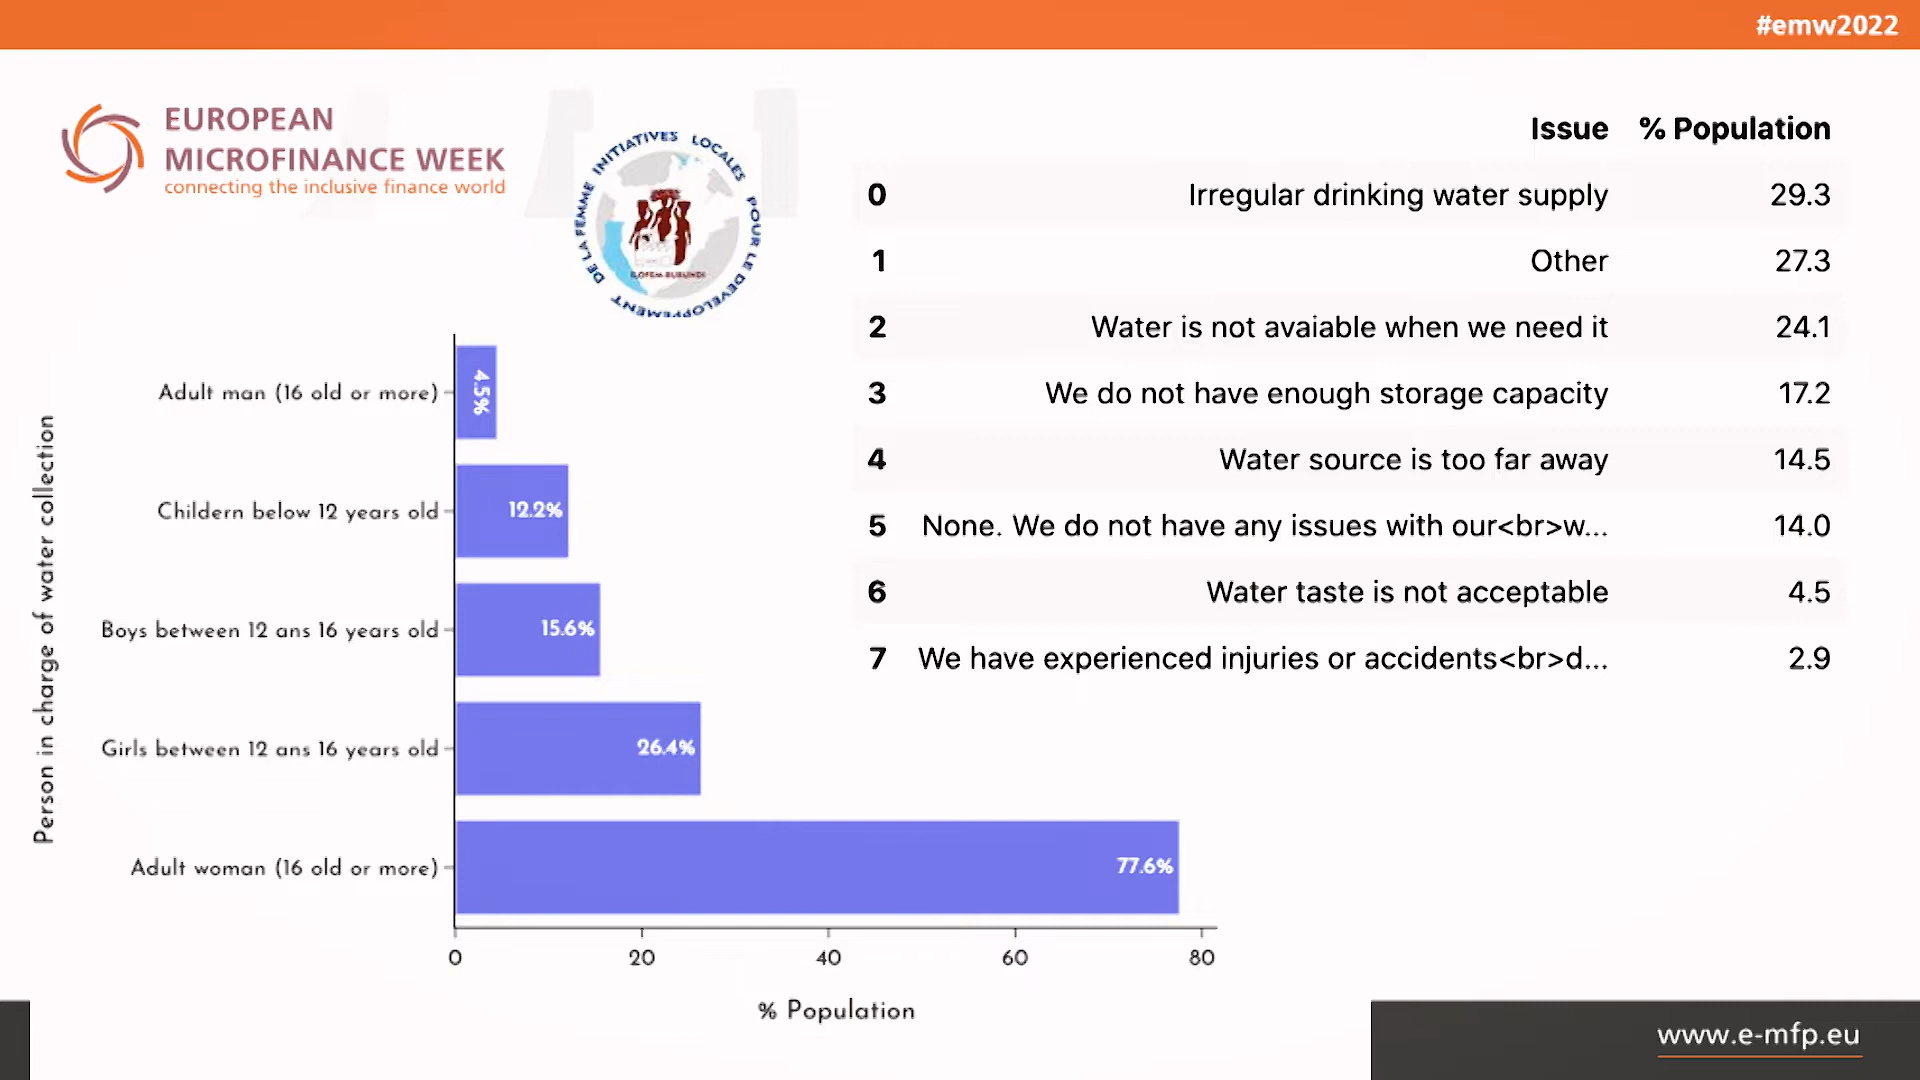 #emw2022
EUROPEAN
MICROFINANCE WEEK
connecting the inclusive finance world
INITIATIVES LOCALES POUR LE DEVELOPPEMENT DE LA FEMME
ILOFEM BURUNDI
Issue % Population
0 Irregular drinking water supply 29.3
1 Other 27.3
2 Water is not avaiable when we need it 24.1
3 We do not have enough storage capacity 17.2
4 Water source is too far away 14.5
5 None. We do not have any issues with our<br>w... 14.0
6 Water taste is not acceptable 4.5
7 We have experienced injuries or accidents<br>d... 2.9
Person in charge of water collection
Adult man (16 old or more) 4.5%
Childern below 12 years old 12.2%
Boys between 12 ans 16 years old 15.6%
Girls between 12 ans 16 years old 26.4%
Adult woman (16 old or more) 77.6%
0 20 40 60 80
% Population
www.e-mfp.eu